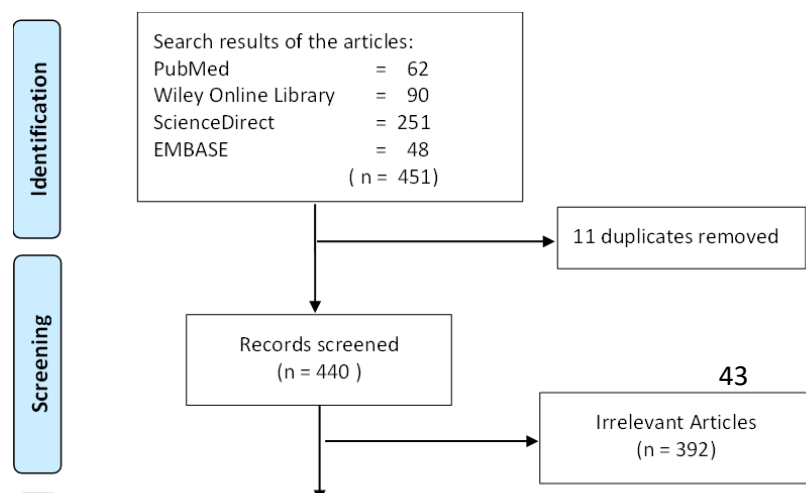 Identification
Search results of the articles:
PubMed = 62
Wiley Online Library = 90
ScienceDirect = 251
EMBASE = 48
( n = 451)
11 duplicates removed
Screening
Records screened
(n = 440 )
43
Irrelevant Articles
(n = 392)